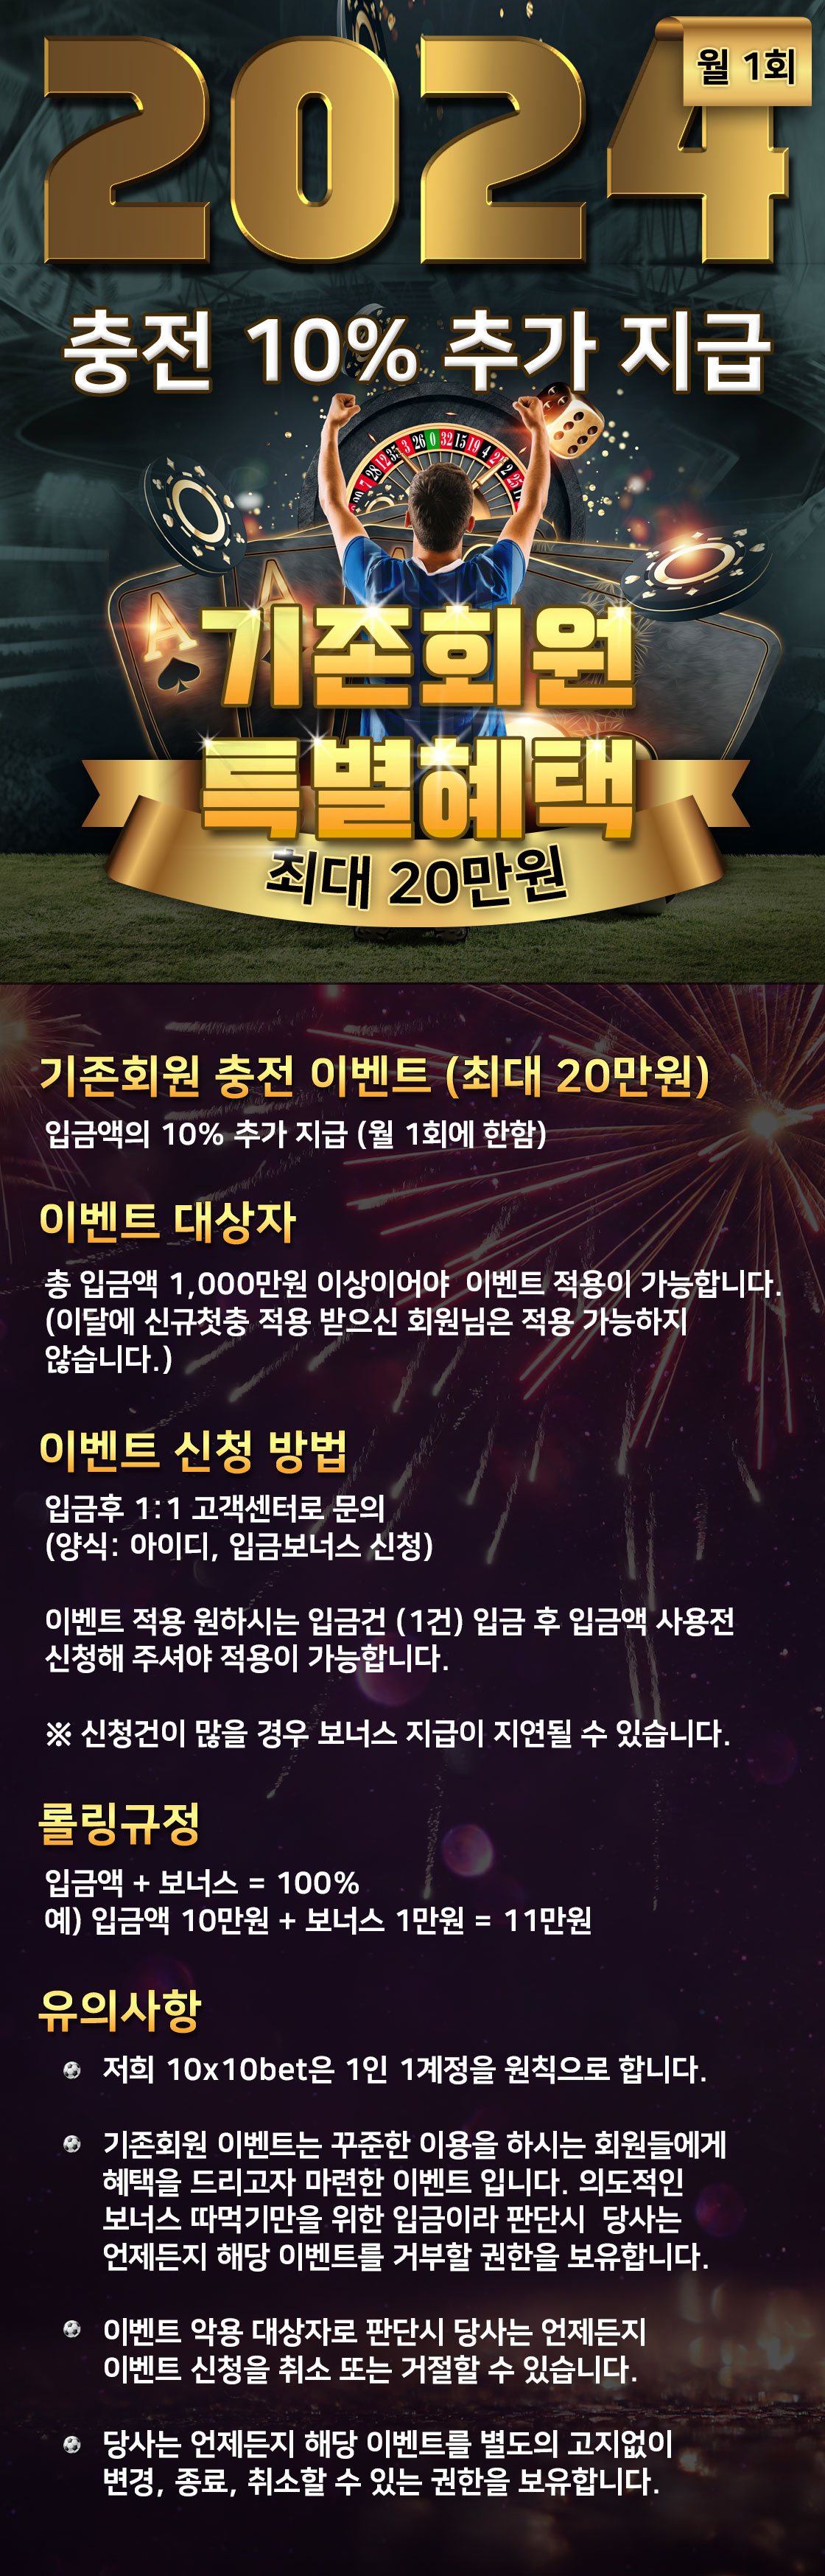 2024
월 1회
충전 10% 추가 지급
기존회원
특별혜택
최대 20만원
기존회원 충전 이벤트 (최대 20만원)
입금액의 10% 추가 지급 (월 1회에 한함)
이벤트 대상자
총 입금액 1,000만원 이상이어야 이벤트 적용이 가능합니다.
(이달에 신규첫충 적용 받으신 회원님은 적용 가능하지
않습니다.)
이벤트 신청 방법
입금후 1:1 고객센터로 문의
(양식: 아이디, 입금보너스 신청)
이벤트 적용 원하시는 입금건 (1건) 입금 후 입금액 사용전
신청해 주셔야 적용이 가능합니다.
※ 신청건이 많을 경우 보너스 지급이 지연될 수 있습니다.
롤링규정
입금액 + 보너스 = 100%
예) 입금액 10만원 + 보너스 1만원 = 11만원
유의사항
저희 10x10bet은 1인 1계정을 원칙으로 합니다.
기존회원 이벤트는 꾸준한 이용을 하시는 회원들에게
혜택을 드리고자 마련한 이벤트 입니다. 의도적인
보너스 따먹기만을 위한 입금이라 판단시 당사는
언제든지 해당 이벤트를 거부할 권한을 보유합니다.
이벤트 악용 대상자로 판단시 당사는 언제든지
이벤트 신청을 취소 또는 거절할 수 있습니다.
당사는 언제든지 해당 이벤트를 별도의 고지없이
변경, 종료, 취소할 수 있는 권한을 보유합니다.